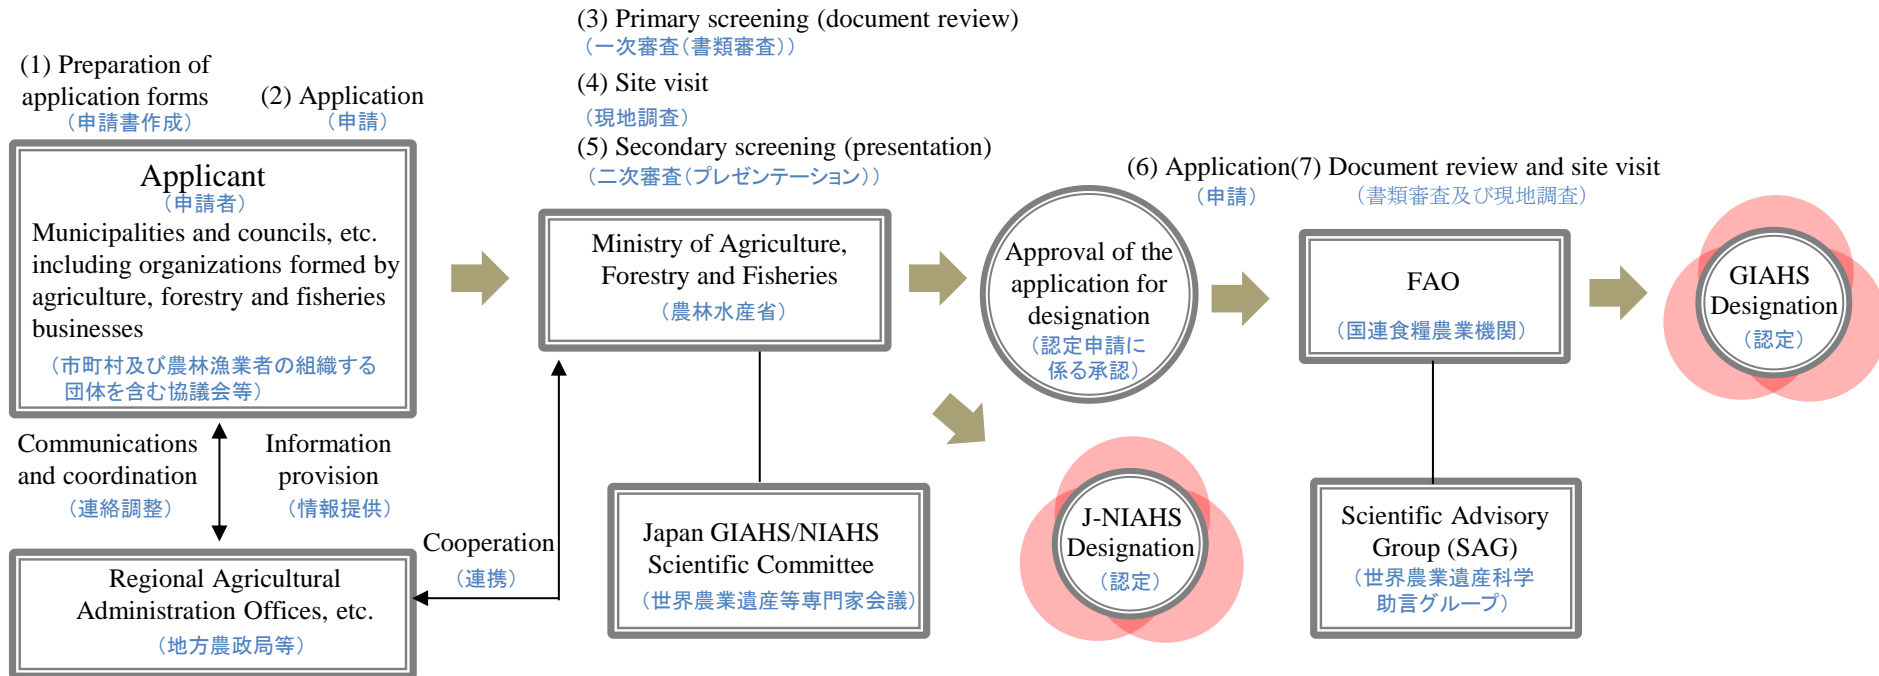 (1) Preparation of
application forms
（申請書作成）
(2) Application
（申請）
(3) Primary screening (document review)
（一次審査（書類審査））
(4) Site visit
（現地調査）
(5) Secondary screening (presentation)
（二次審査（プレゼンテーション））
(6) Application
（申請）
(7) Document review and site visit
（書類審査及び現地調査）
Applicant
（申請者）
Municipalities and councils, etc.
including organizations formed by
agriculture, forestry and fisheries
businesses
（市町村及び農林漁業者の組織する
団体を含む協議会等）
Ministry of Agriculture,
Forestry and Fisheries
（農林水産省）
Approval of the
application for
designation
（認定申請に
係る承認）
FAO
（国連食糧農業機関）
GIAHS
Designation
（認定）
Communications
and coordination
（連絡調整）
Information
provision
（情報提供）
Cooperation
（連携）
Regional Agricultural
Administration Offices, etc.
（地方農政局等）
Japan GIAHS/NIAHS
Scientific Committee
（世界農業遺産等専門家会議）
J-NIAHS
Designation
（認定）
Scientific Advisory
Group (SAG)
（世界農業遺産科学
助言グループ）